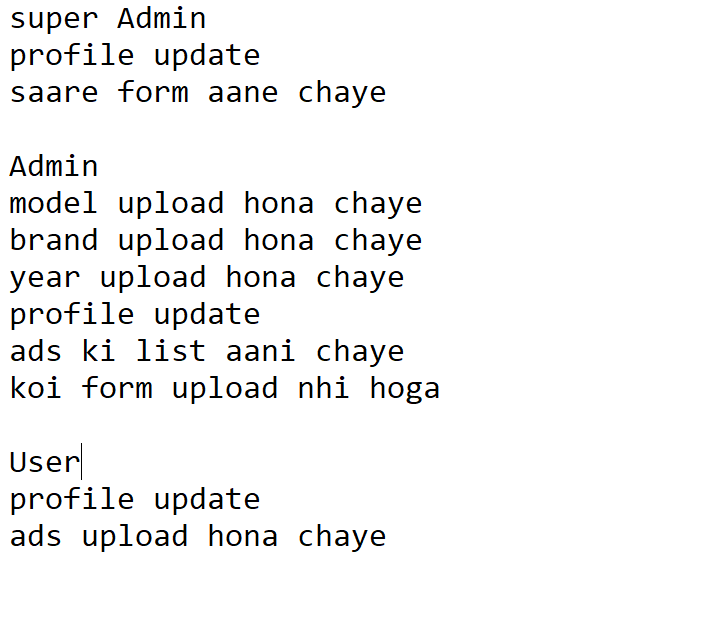 super Admin
profile update
saare form aane chaye
Admin
model upload hona chaye
brand upload hona chaye
year upload hona chaye
profile update
ads ki list aani chaye
koi form upload nhi hoga
User
profile update
ads upload hona chaye